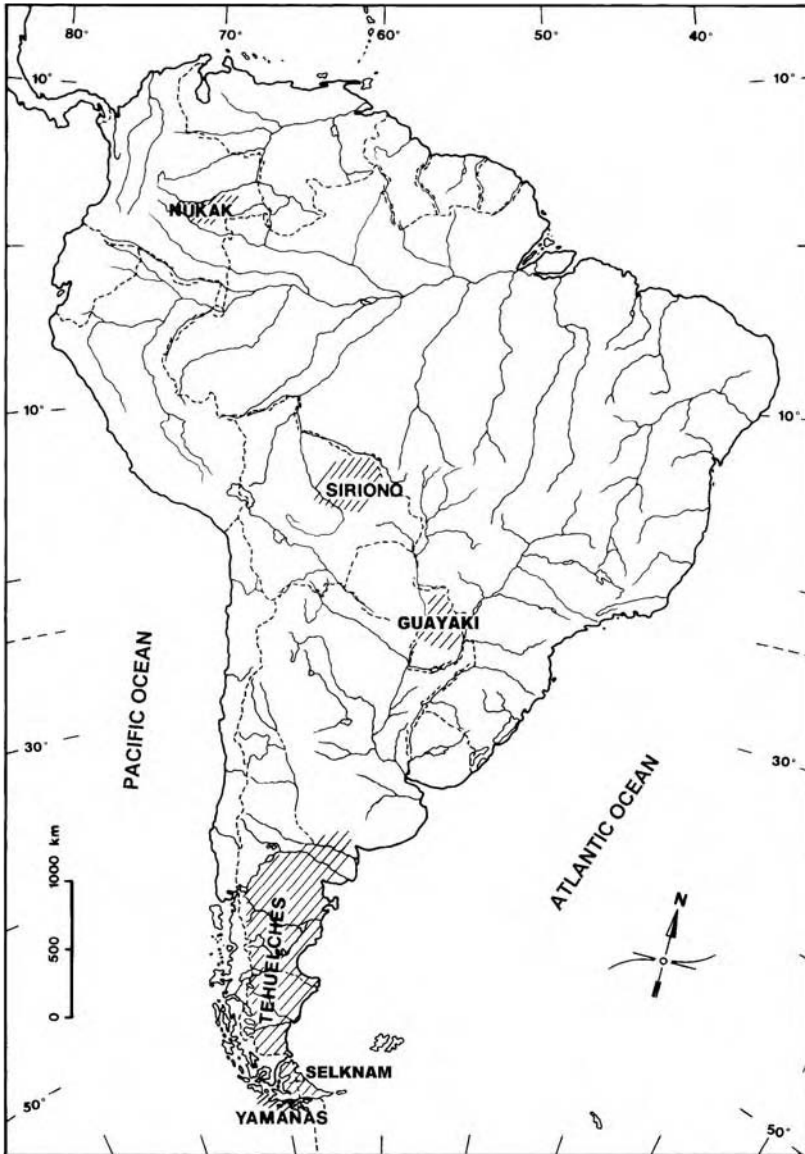 80° 70° 60° 50° 40°
10° 10°
NUKAK
10° 10°
SIRIONO
GUAYAKI
PACIFIC OCEAN
30° 30°
ATLANTIC OCEAN
1000 km
500
0
N
TEHUELCHES
SELKNAM
YAMANAS
50° 50°